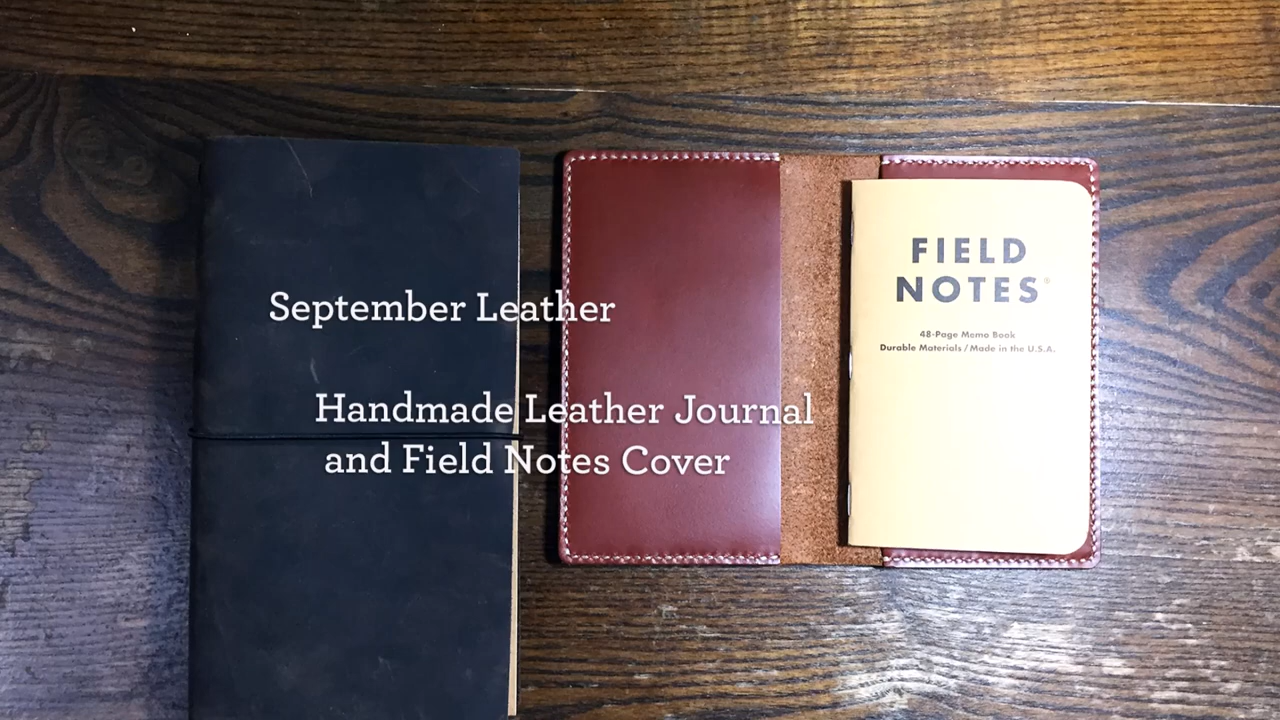 September Leather
Handmade Leather Journal
and Field Notes Cover
FIELD
NOTES®
48-Page Memo Book
Durable Materials / Made in the U.S.A.